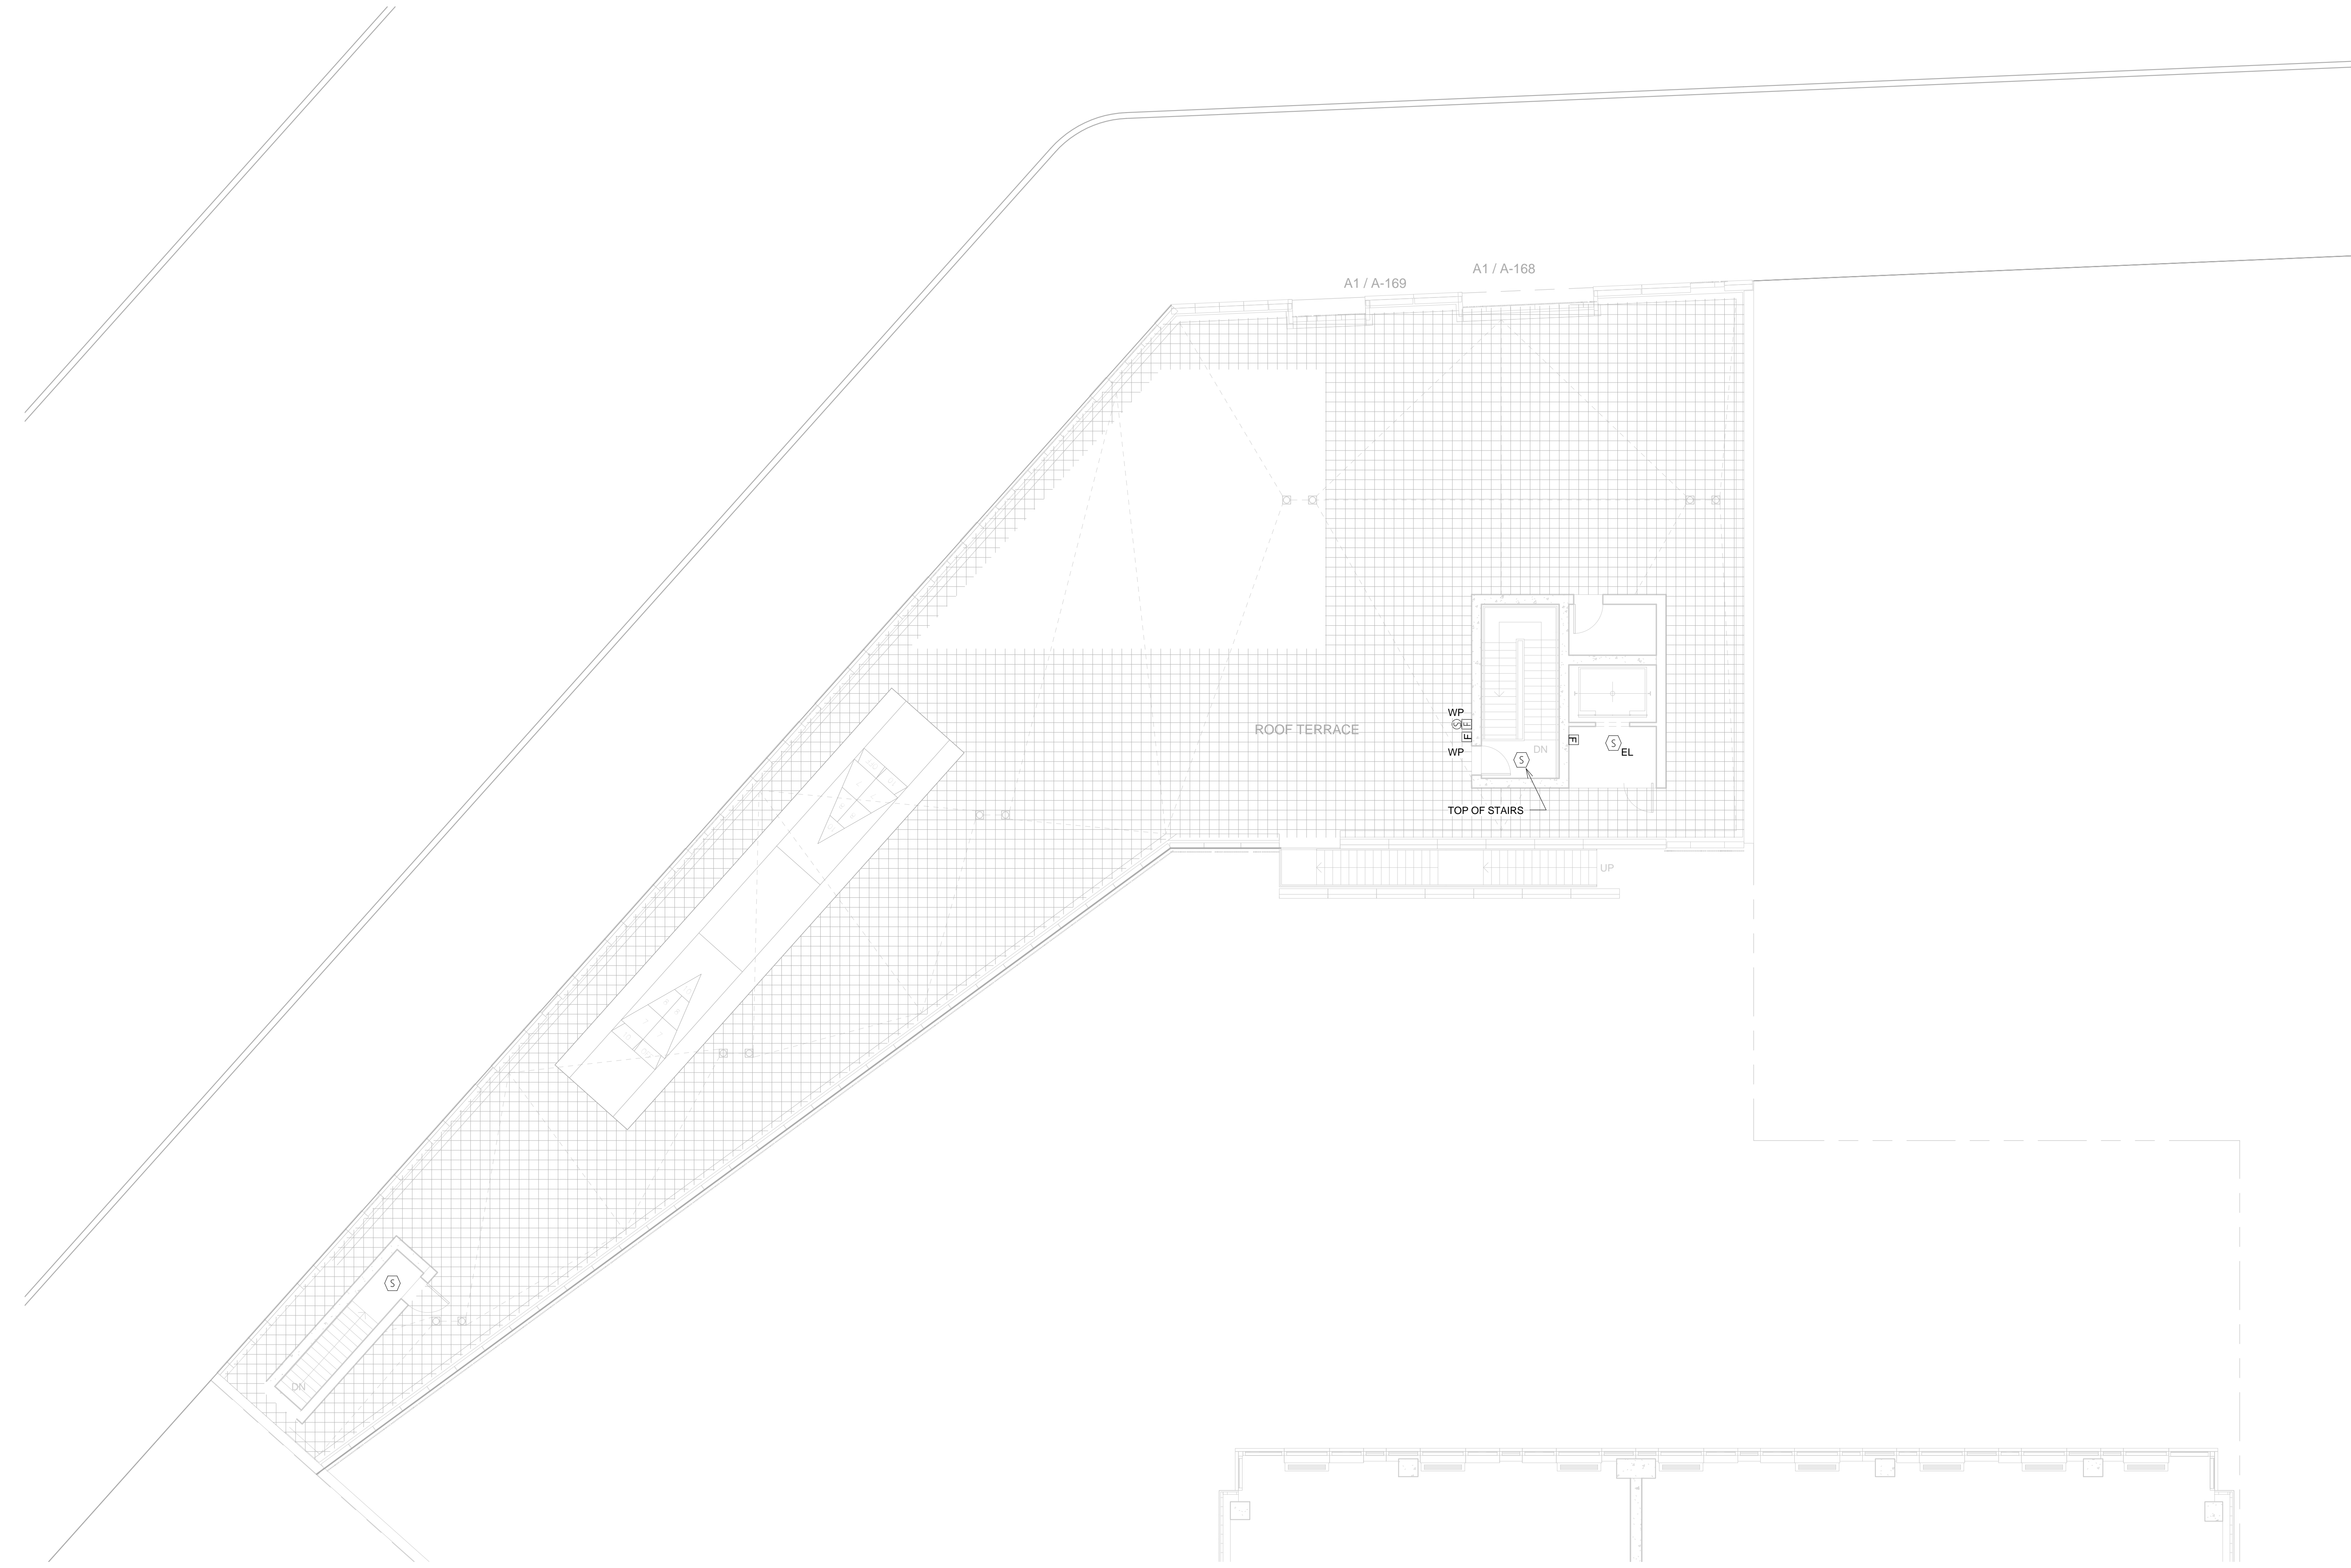 A1 / A-168
A1 / A-169
WP
S F
ROOF TERRACE
F
F
S
EL
WP
DN
S
TOP OF STAIRS
UP
S
DN